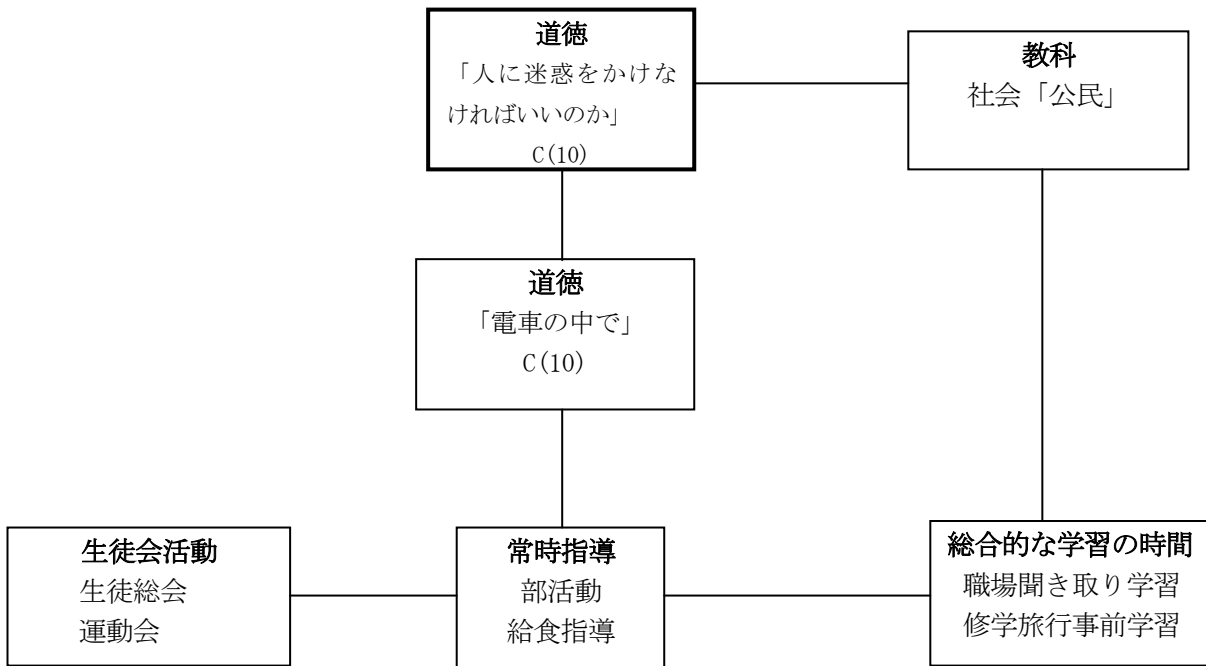 道徳
「人に迷惑をかけな
ければいいのか」
C(10)
教科
社会「公民」
道徳
「電車の中で」
C(10)
生徒会活動
生徒総会
運動会
常時指導
部活動
給食指導
総合的な学習の時間
職場聞き取り学習
修学旅行事前学習